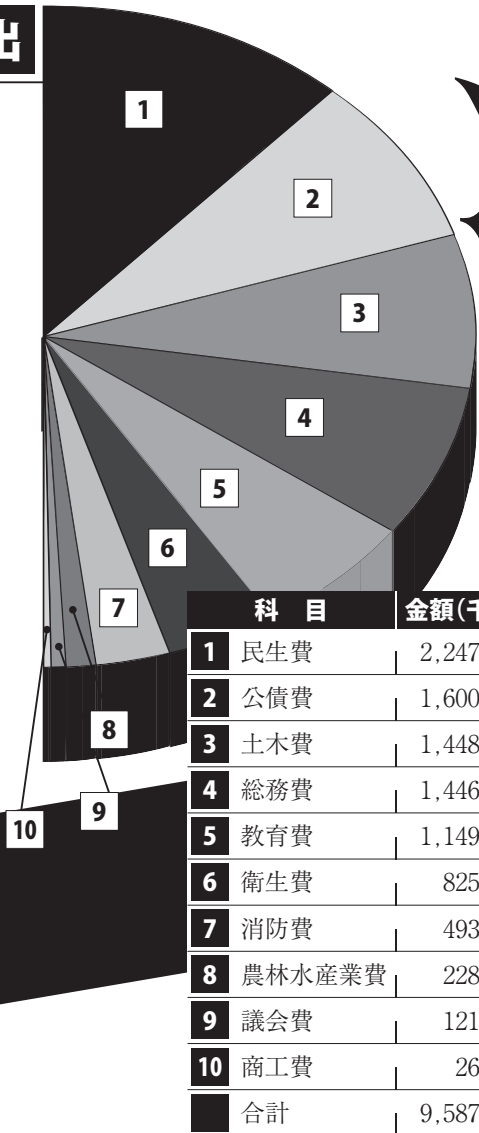 出
1
2
3
4
5
6
7
8
9
10
科 目 金額(千
1 民生費 2,247
2 公債費 1,600
3 土木費 1,448
4 総務費 1,446
5 教育費 1,149
6 衛生費 825
7 消防費 493
8 農林水産業費 228
9 議会費 121
10 商工費 26
合計 9,587